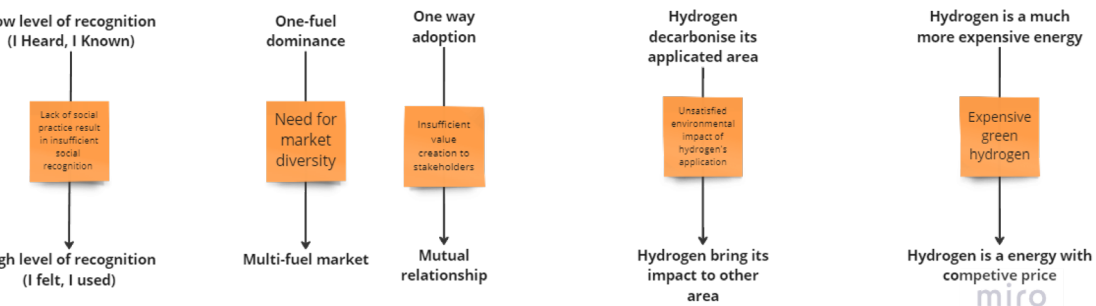 ow level of recognition
(I Heard, I Known)
One-fuel
dominance
One way
adoption
Hydrogen
decarbonise its
applicated area
Hydrogen is a much
more expensive energy
Lack of social
practice result
in insufficient
social
recognition
Need for
market
diversity
Insufficient
value
creation to
stakeholders
Unsatisfied
environmental
impact of
hydrogen's
application
Expensive
green
hydrogen
gh level of recognition
(I felt, I used)
Multi-fuel market
Mutual
relationship
Hydrogen bring its
impact to other
area
Hydrogen is a energy with
competive price
miro